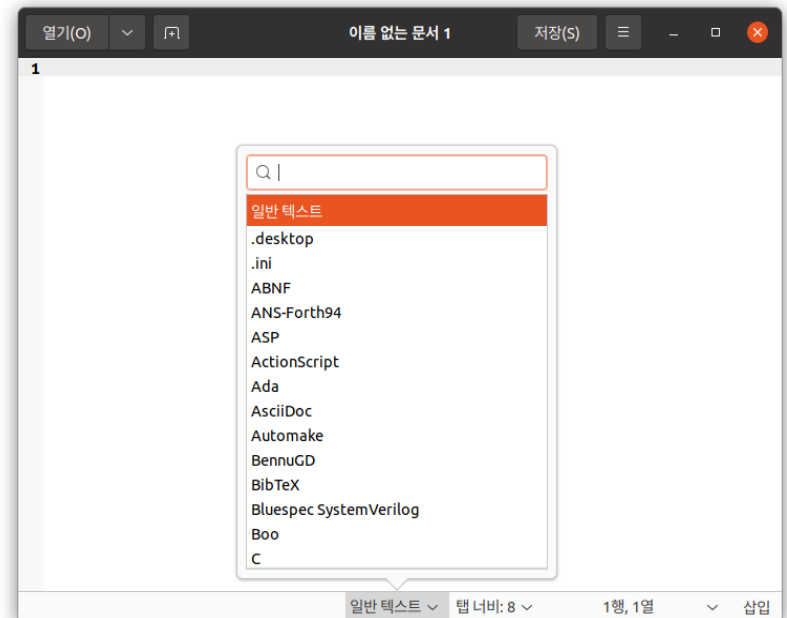 열기(O) 이름 없는 문서 1 저장(S)
1
일반 텍스트
.desktop
.ini
ABNF
ANS-Forth94
ASP
ActionScript
Ada
AsciiDoc
Automake
BennuGD
BibTeX
Bluespec SystemVerilog
Boo
C
일반 텍스트 탭 너비: 8 1행, 1열 삽입